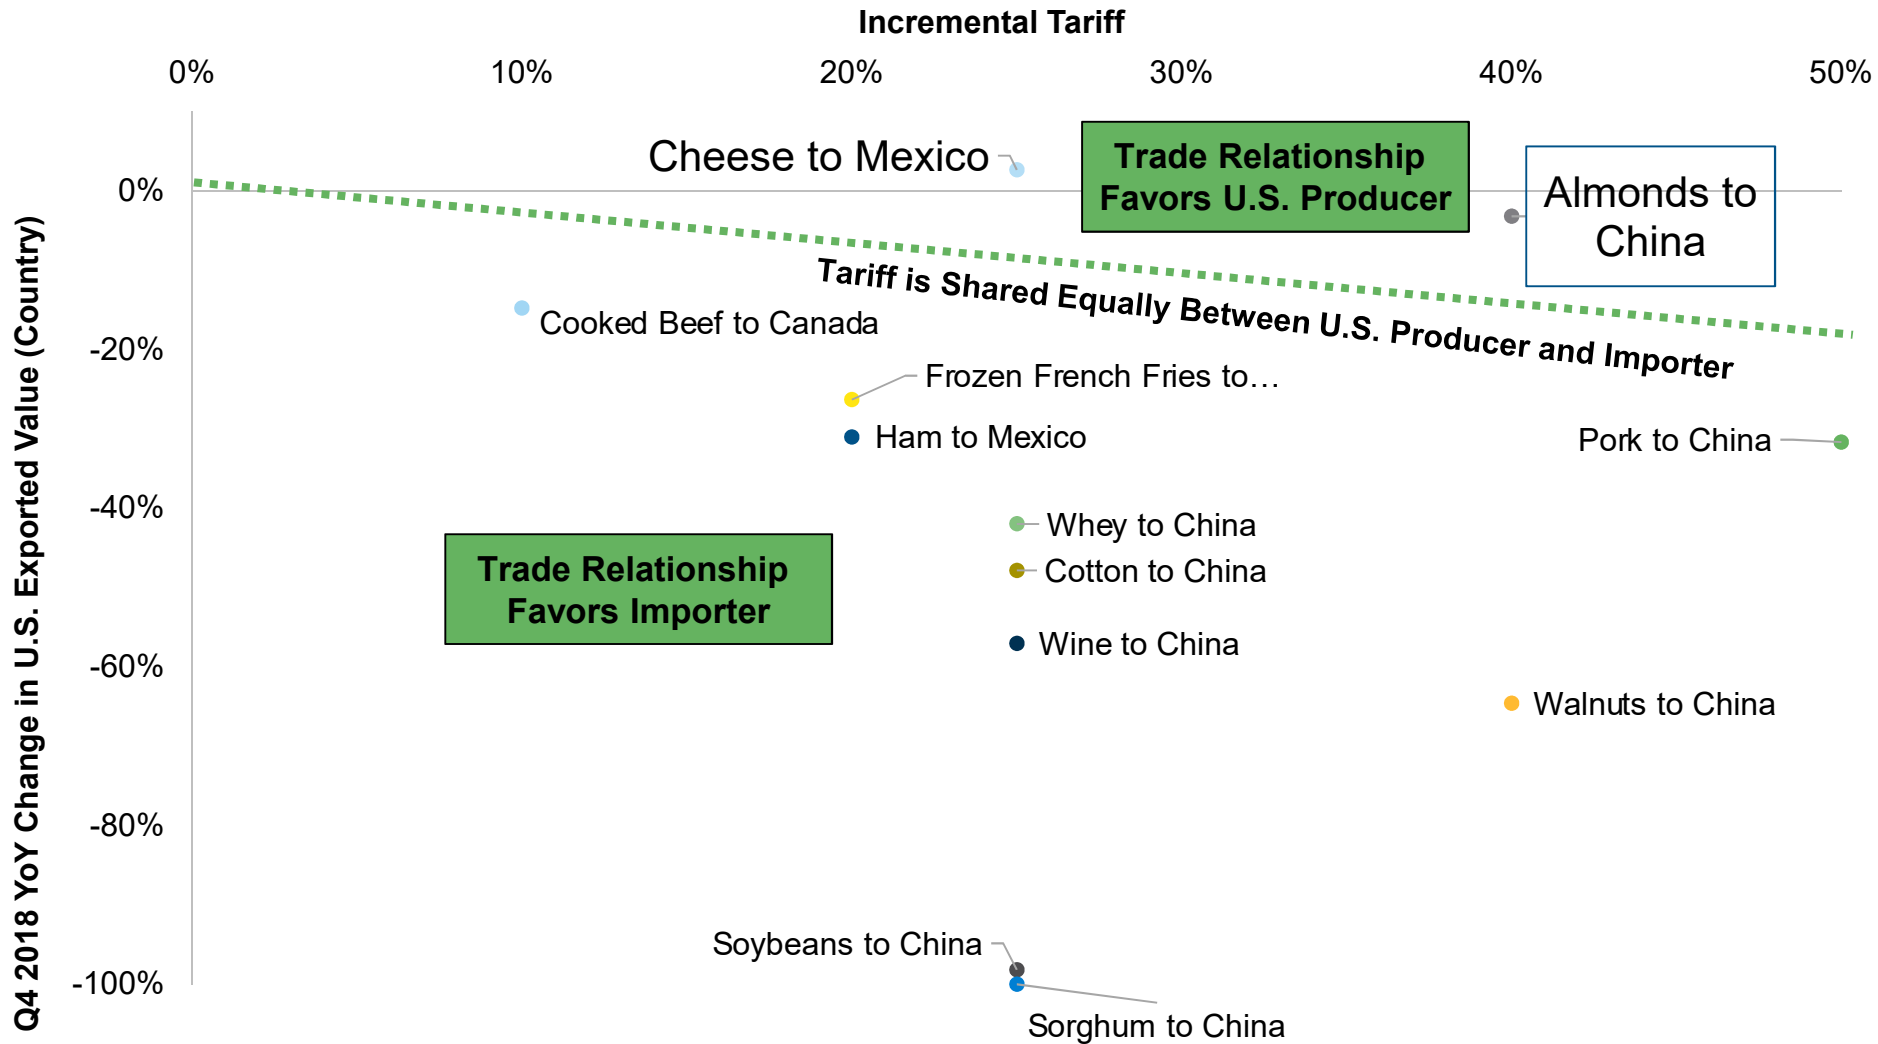 Incremental Tariff
0% 10% 20% 30% 40% 50%
Q4 2018 YoY Change in U.S. Exported Value (Country)
0%
-20%
-40%
-60%
-80%
-100%
Cheese to Mexico
Trade Relationship
Favors U.S. Producer
Almonds to
China
Tariff is Shared Equally Between U.S. Producer and Importer
Cooked Beef to Canada
Frozen French Fries to…
Ham to Mexico
Pork to China
Whey to China
Cotton to China
Trade Relationship
Favors Importer
Wine to China
Walnuts to China
Soybeans to China
Sorghum to China